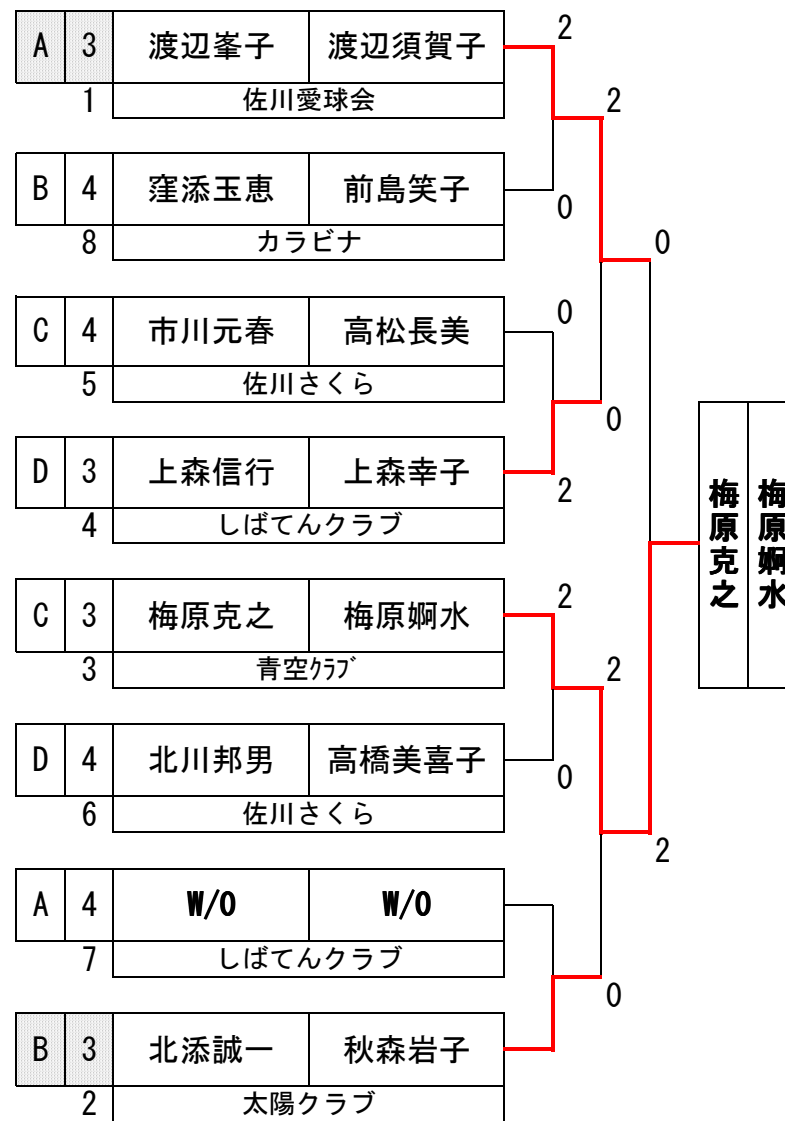 A 3 渡辺峯子 渡辺須賀子 2
1 佐川愛球会 2
B 4 窪添玉恵 前島笑子 0
8 カラビナ 0
C 4 市川元春 高松長美 0
5 佐川さくら 0
D 3 上森信行 上森幸子 2
4 しばてんクラブ
梅原克之 梅原婀水
C 3 梅原克之 梅原婀水 2
3 青空ｸﾗﾌﾞ 2
D 4 北川邦男 高橋美喜子 0
6 佐川さくら 2
A 4 W/O W/O
7 しばてんクラブ 0
B 3 北添誠一 秋森岩子
2 太陽クラブ